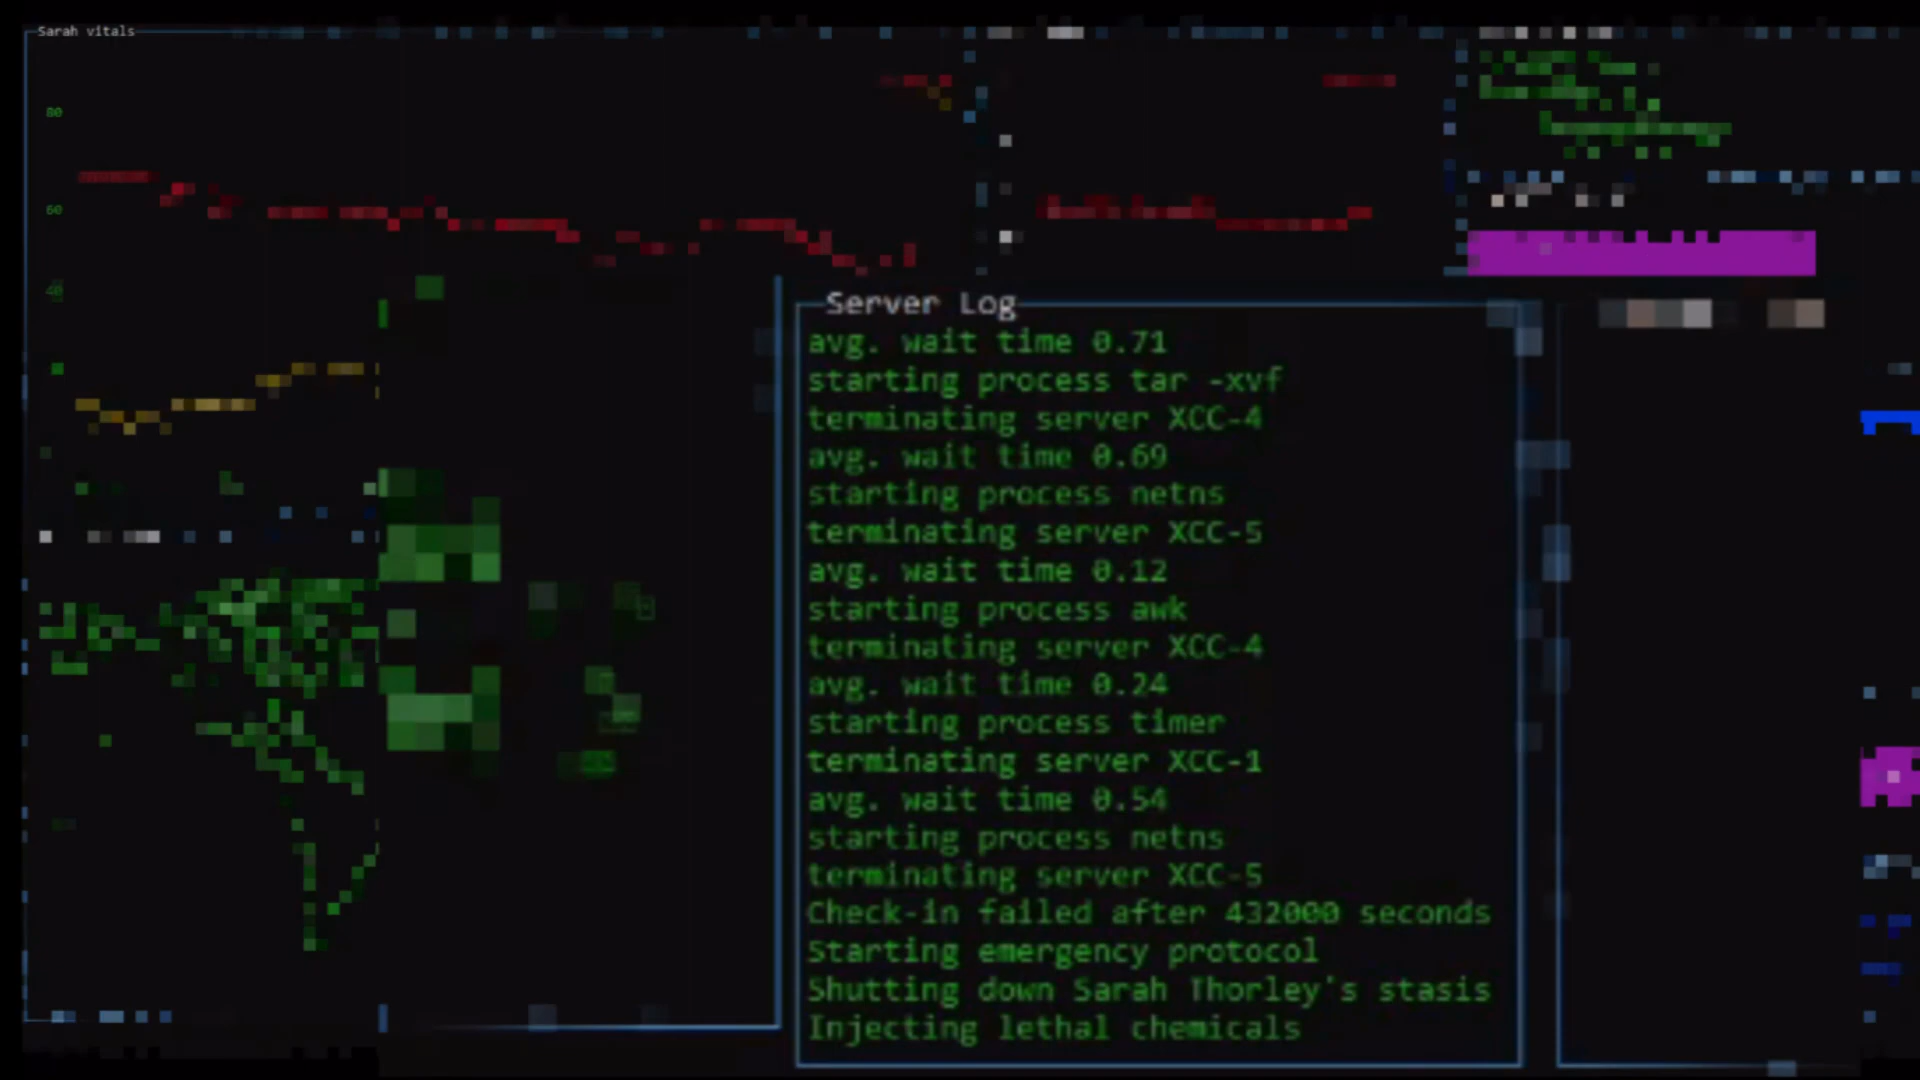 Sarah vitals
80
60
40
Server Log
avg. wait time 0.71
starting process tar -xvf
terminating server XCC-4
avg. wait time 0.69
starting process netns
terminating server XCC-5
avg. wait time 0.12
starting process awk
terminating server XCC-4
avg. wait time 0.24
starting process timer
terminating server XCC-1
avg. wait time 0.54
starting process netns
terminating server XCC-5
Check-in failed after 432000 seconds
Starting emergency protocol
Shutting down Sarah Thorley's stasis
Injecting lethal chemicals